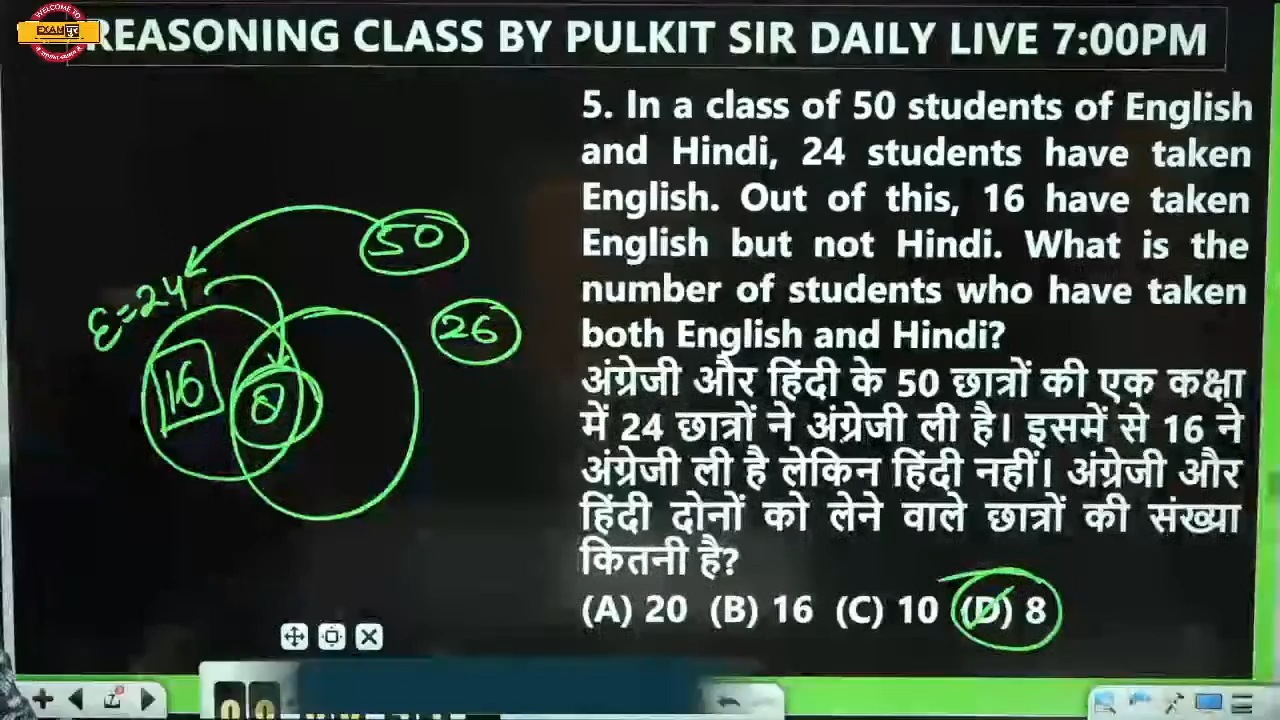 WELCOME TO
EXAM पुर
REASONING CLASS BY PULKIT SIR DAILY LIVE 7:00PM
5. In a class of 50 students of English
and Hindi, 24 students have taken
English. Out of this, 16 have taken
English but not Hindi. What is the
number of students who have taken
both English and Hindi?
अंग्रेजी और हिंदी के 50 छात्रों की एक कक्षा
में 24 छात्रों ने अंग्रेजी ली है। इसमें से 16 ने
अंग्रेजी ली है लेकिन हिंदी नहीं। अंग्रेजी और
हिंदी दोनों को लेने वाले छात्रों की संख्या
कितनी है?
(A) 20 (B) 16 (C) 10 (D) 8
50
E=24
26
16
8